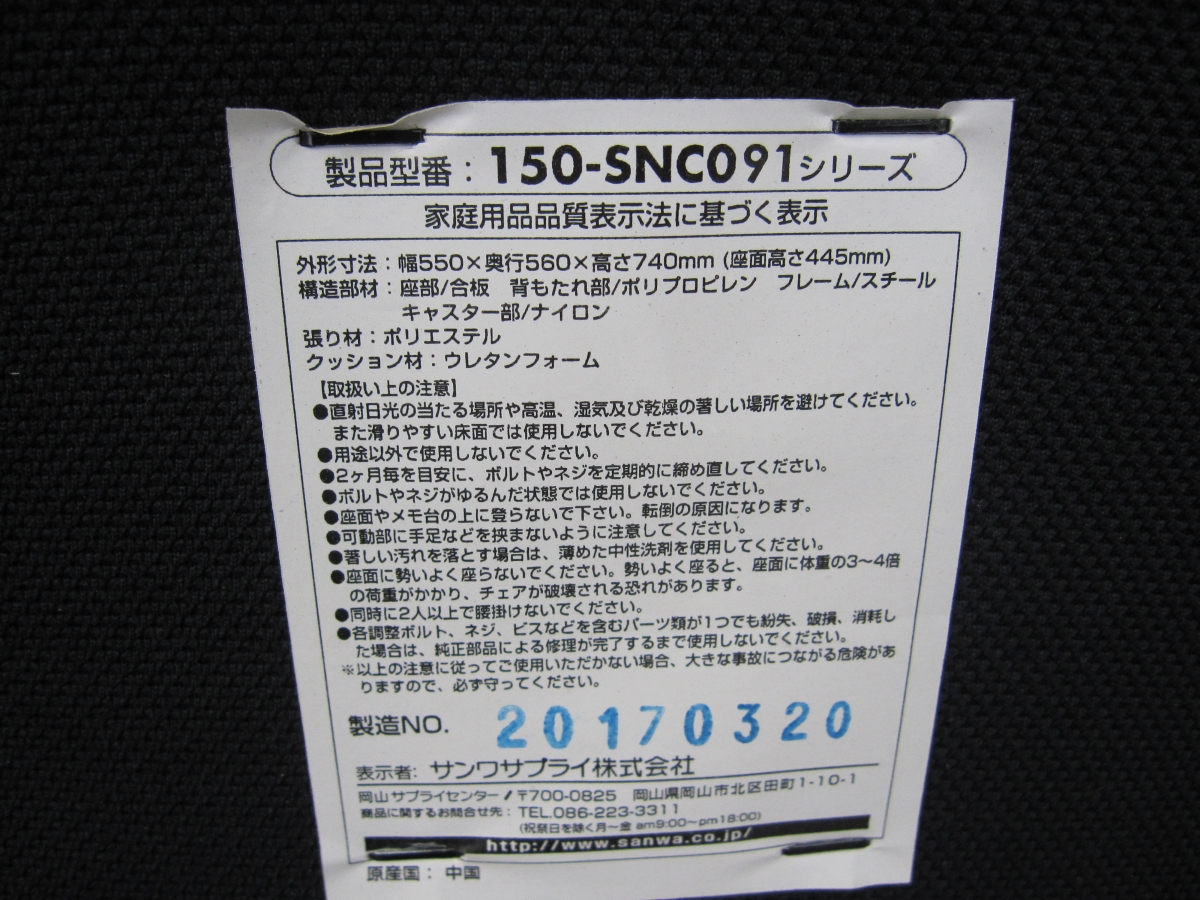 製品型番：150-SNC091シリーズ
家庭用品品質表示法に基づく表示
外形寸法：幅550×奥行560×高さ740mm (座面高さ445mm)
構造部材：座部/合板　背もたれ部/ポリプロピレン　フレーム/スチール
キャスター部/ナイロン
張り材：ポリエステル
クッション材：ウレタンフォーム
【取扱い上の注意】
●直射日光の当たる場所や高温、湿気及び乾燥の著しい場所を避けてください。
また滑りやすい床面では使用しないでください。
●用途以外で使用しないでください。
●2ヶ月毎を目安に、ボルトやネジを定期的に締め直してください。
●ボルトやネジがゆるんだ状態では使用しないでください。
●座面やメモ台の上に登らないで下さい。転倒の原因になります。
●可動部に手足などを挟まないように注意してください。
●著しい汚れを落とす場合は、薄めた中性洗剤を使用してください。
●座面に勢いよく座らないでください。勢いよく座ると、座面に体重の3〜4倍
の荷重がかかり、チェアが破壊される恐れがあります。
●同時に2人以上で腰掛けないでください。
●各調整ボルト、ネジ、ビスなどを含むパーツ類が1つでも紛失、破損、消耗し
た場合は、純正部品による修理が完了するまで使用しないでください。
※以上の注意に従ってご使用いただかない場合、大きな事故につながる危険があ
りますので、必ず守ってください。
製造NO. 20170320
表示者：サンワサプライ株式会社
岡山サプライセンター/〒700-0825　岡山県岡山市北区田町1-10-1
商品に関するお問合せ先：TEL.086-223-3311
(祝祭日を除く月〜金 am9:00〜pm18:00)
http://www.sanwa.co.jp/
原産国：中国